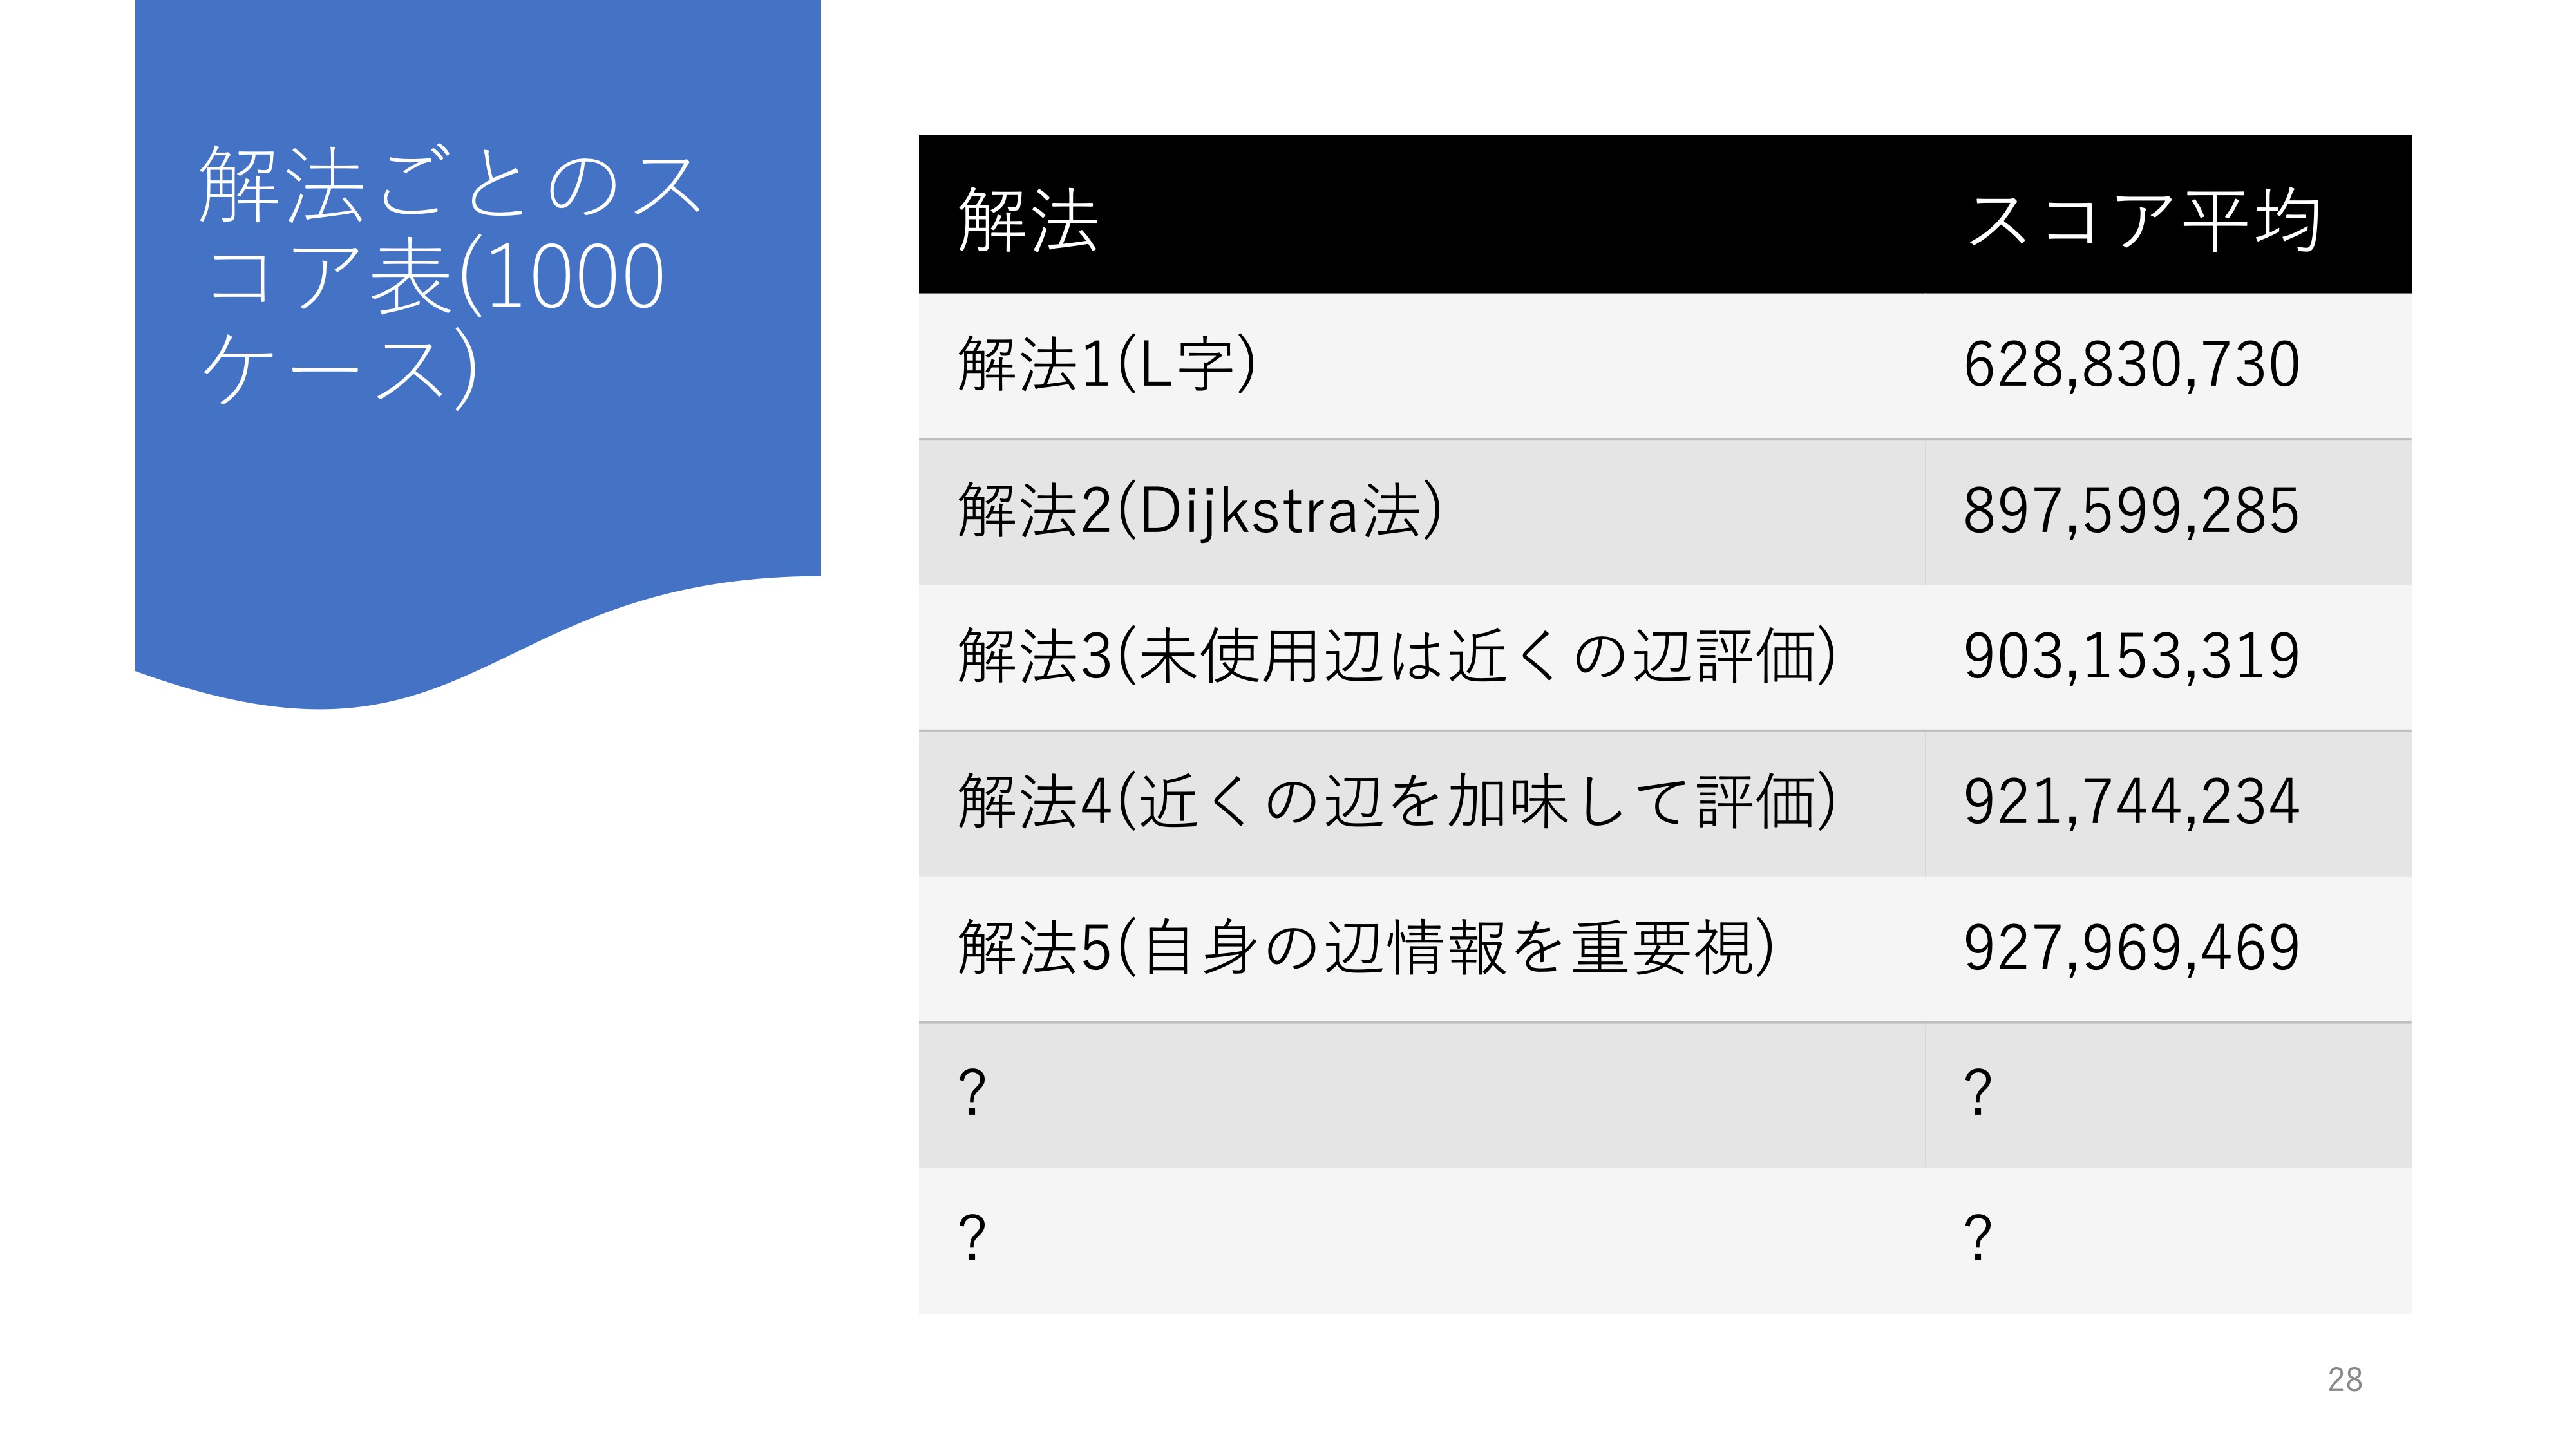 解法ごとのス
コア表(1000
ケース)
解法 スコア平均
解法1(L字) 628,830,730
解法2(Dijkstra法) 897,599,285
解法3(未使用辺は近くの辺評価) 903,153,319
解法4(近くの辺を加味して評価) 921,744,234
解法5(自身の辺情報を重要視) 927,969,469
? ?
? ?
28